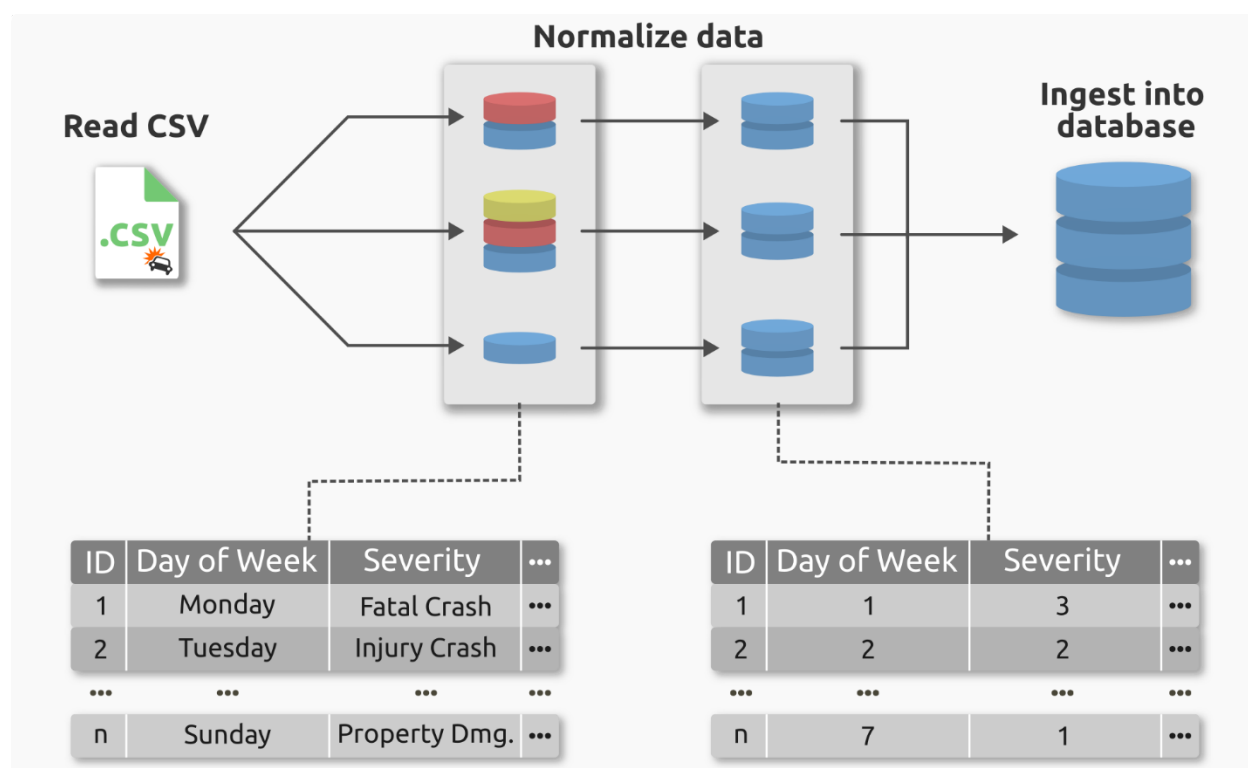 Normalize data
Read CSV
Ingest into
database
.csv
ID Day of Week Severity ...
1 Monday Fatal Crash ...
2 Tuesday Injury Crash ...
... ... ... ...
n Sunday Property Dmg. ...
ID Day of Week Severity ...
1 1 3 ...
2 2 2 ...
... ... ... ...
n 7 1 ...